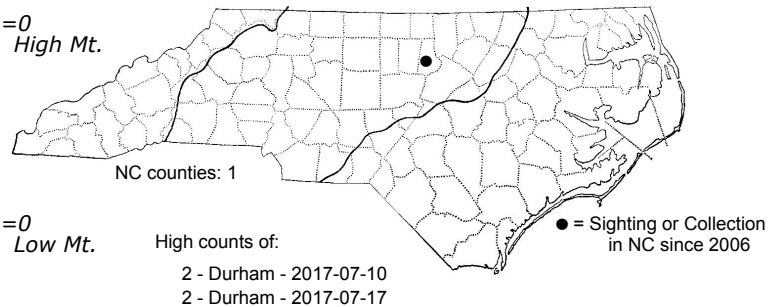 =0
High Mt.
NC counties: 1
=0
Low Mt.
High counts of:
2 - Durham - 2017-07-10
2 - Durham - 2017-07-17
● = Sighting or Collection
in NC since 2006